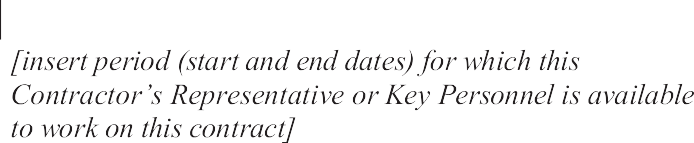 [insert period (start and end dates) for which this
Contractor’s Representative or Key Personnel is available
to work on this contract]